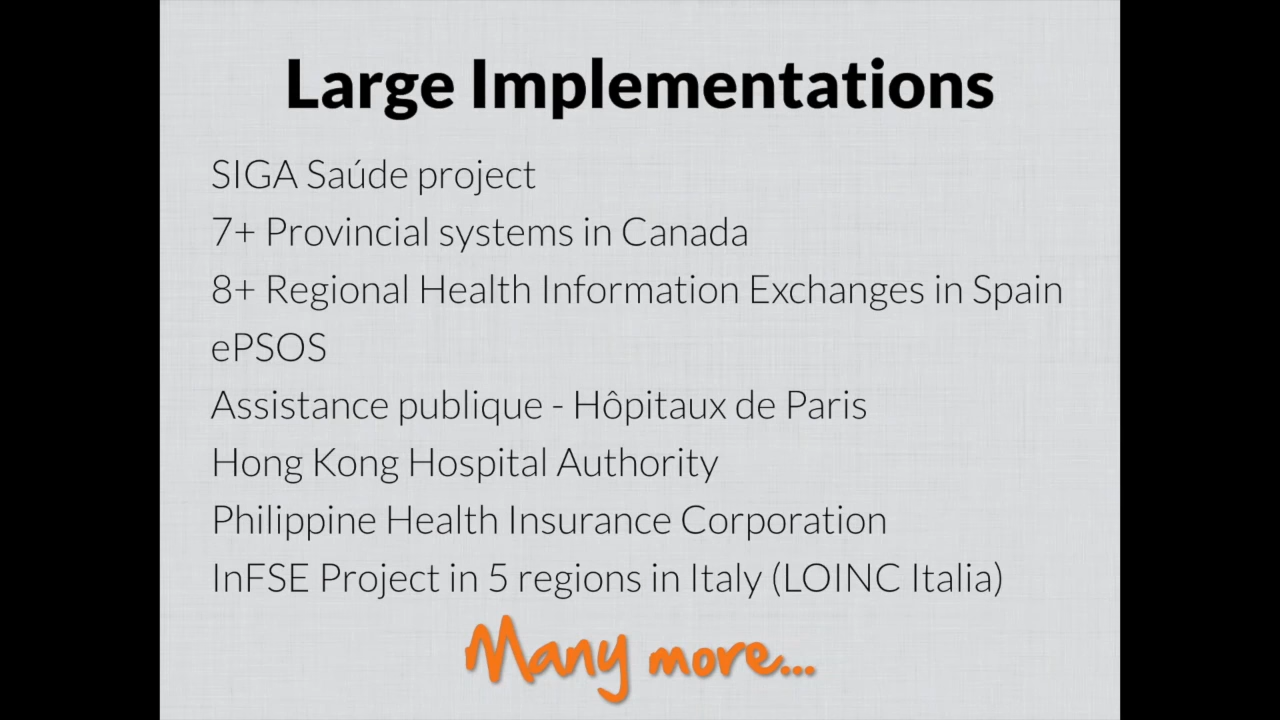 Large Implementations
SIGA Saúde project
7+ Provincial systems in Canada
8+ Regional Health Information Exchanges in Spain
ePSOS
Assistance publique - Hôpitaux de Paris
Hong Kong Hospital Authority
Philippine Health Insurance Corporation
InFSE Project in 5 regions in Italy (LOINC Italia)
Many more...